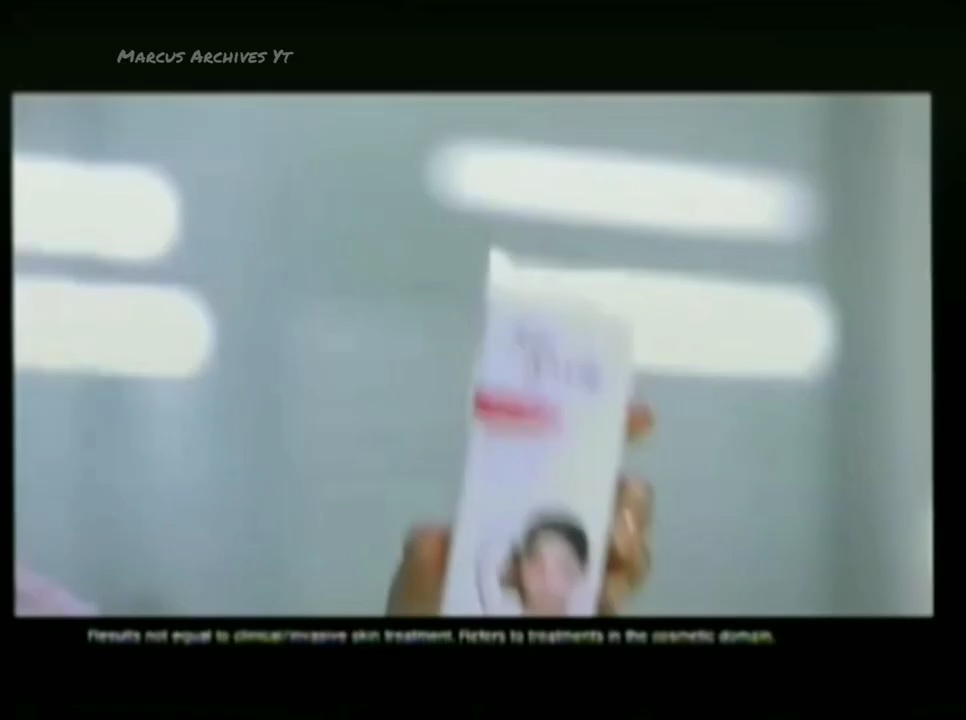 Marcus Archives Yt
Results not equal to clinical/invasive skin treatment. Refers to treatments in the cosmetic domain.